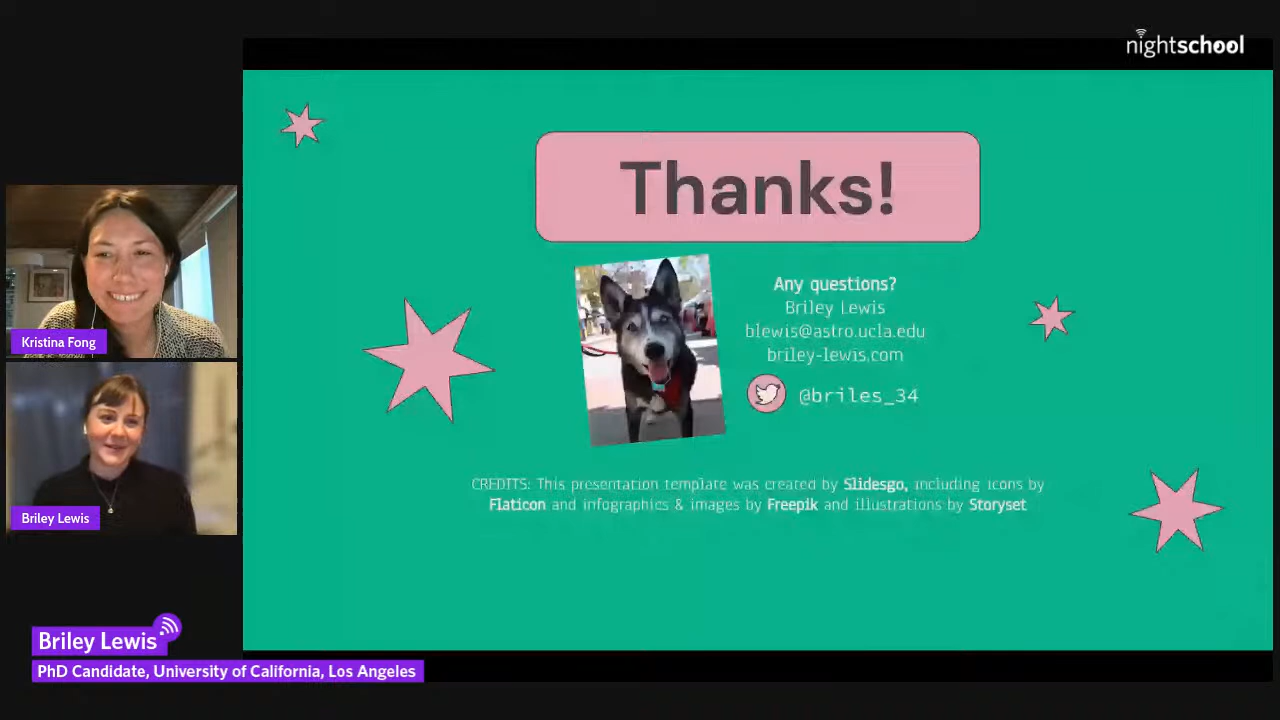 nightschool
Thanks!
Any questions?
Briley Lewis
blewis@astro.ucla.edu
briley-lewis.com
@briles_34
CREDITS: This presentation template was created by Slidesgo, including icons by
Flaticon and infographics & images by Freepik and illustrations by Storyset
Kristina Fong
Briley Lewis
Briley Lewis
PhD Candidate, University of California, Los Angeles